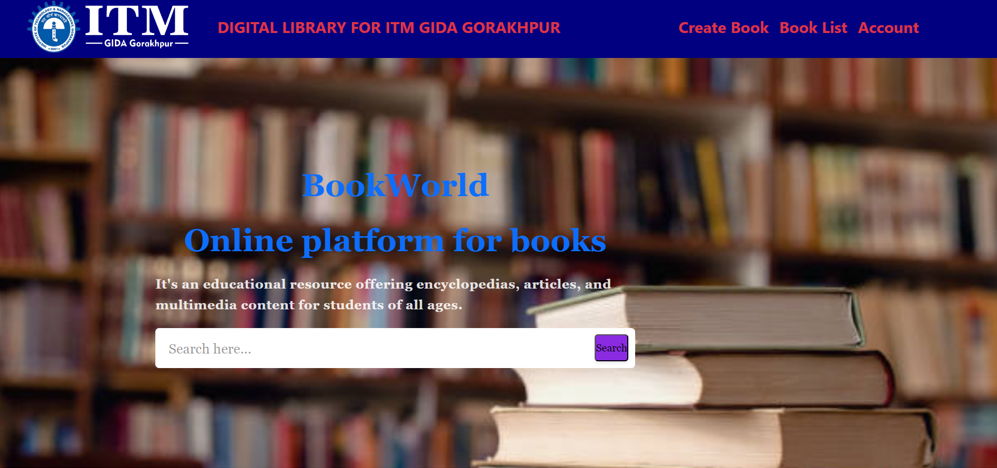 ITM
GIDA Gorakhpur
DIGITAL LIBRARY FOR ITM GIDA GORAKHPUR
Create Book Book List Account
BookWorld
Online platform for books
It's an educational resource offering encyclopedias, articles, and
multimedia content for students of all ages.
Search here...
Search